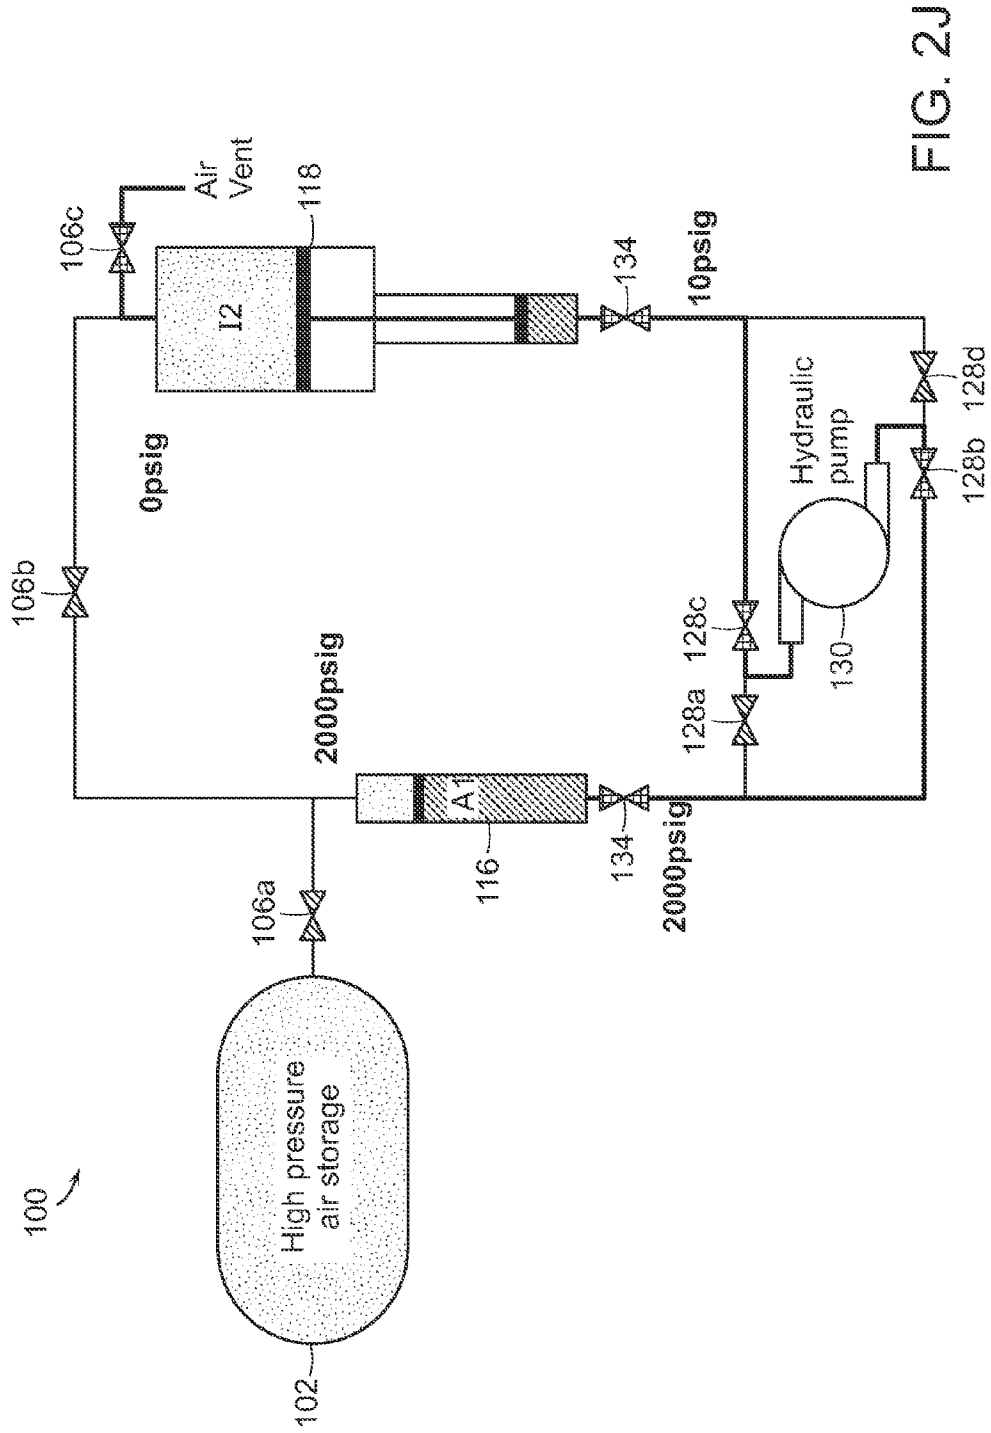 100
102
High pressure
air storage
106a
106b
106c
Air
Vent
0psig
I2
118
2000psig
A1
116
134
2000psig
134
10psig
128a
128c
Hydraulic
pump
130
128b
128d
FIG. 2J